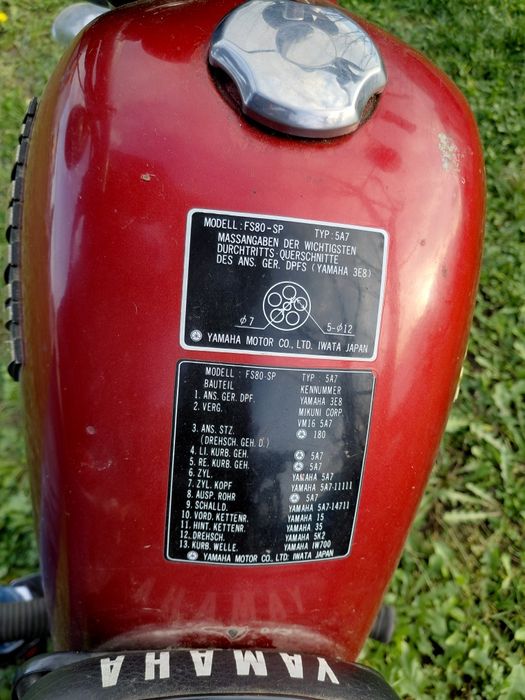 MODELL : FS80-SP TYP : 5A7
MASSANGABEN DER WICHTIGSTEN
DURCHTRITTS-QUERSCHNITTE
DES ANS. GER. DPFS (YAMAHA 3E8)
φ7 5-φ12
YAMAHA MOTOR CO., LTD. IWATA JAPAN
MODELL : FS80-SP TYP : 5A7
BAUTEIL KENNUMMER
1. ANS. GER. DPF. YAMAHA 3E8
2. VERG. MIKUNI CORP.
VM16 5A7
3. ANS. STZ. 180
(DREHSCH. GEH. D.)
4. LI. KURB. GEH. 5A7
5. RE. KURB. GEH. 5A7
6. ZYL. YAMAHA 5A7
7. ZYL. KOPF YAMAHA 5A7-11111
8. AUSP. ROHR 5A7
9. SCHALLD. YAMAHA 5A7-14711
10. VORD. KETTENR. YAMAHA 15
11. HINT. KETTENR. YAMAHA 35
12. DREHSCH. YAMAHA 5K2
13. KURB. WELLE. YAMAHA 1W700
YAMAHA MOTOR CO., LTD. IWATA JAPAN
YAMAHA
YAMAHA